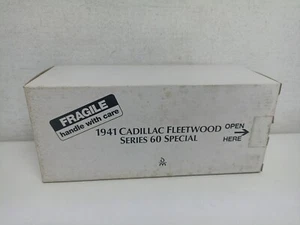 FRAGILE
handle with care
1941 CADILLAC FLEETWOOD
SERIES 60 SPECIAL
OPEN
HERE